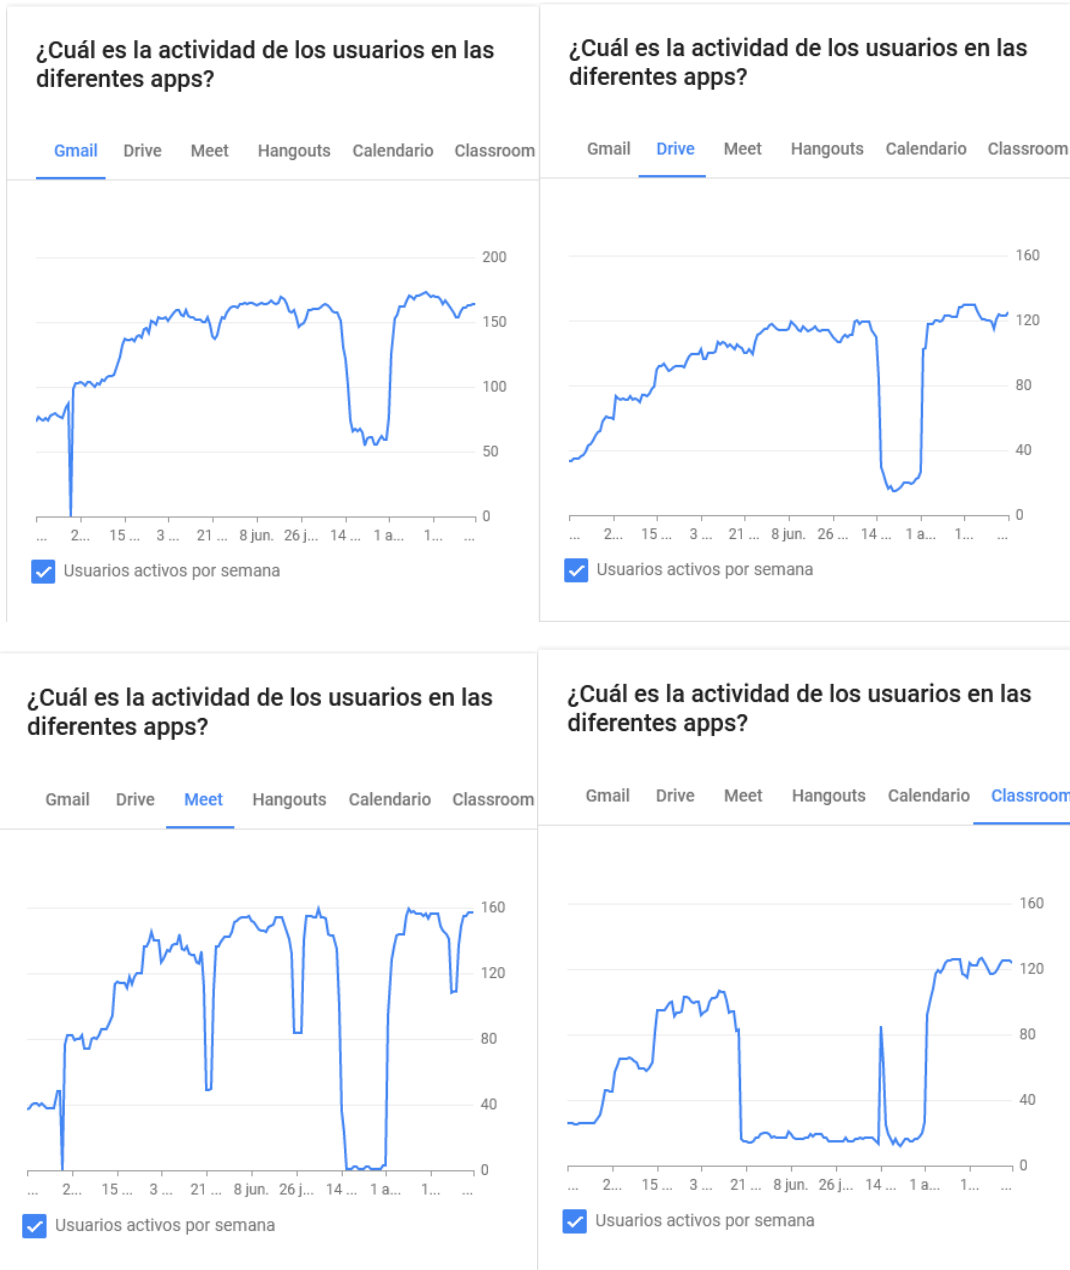 ¿Cuál es la actividad de los usuarios en las
diferentes apps?
Gmail Drive Meet Hangouts Calendario Classroom
200
150
100
50
0
... 2... 15 ... 3 ... 21 ... 8 jun. 26 j... 14 ... 1 a... 1... ...
Usuarios activos por semana
¿Cuál es la actividad de los usuarios en las
diferentes apps?
Gmail Drive Meet Hangouts Calendario Classroom
160
120
80
40
0
... 2... 15 ... 3 ... 21 ... 8 jun. 26 ... 14 ... 1 a... 1... ...
Usuarios activos por semana
¿Cuál es la actividad de los usuarios en las
diferentes apps?
Gmail Drive Meet Hangouts Calendario Classroom
160
120
80
40
0
... 2... 15 ... 3 ... 21 ... 8 jun. 26 j... 14 ... 1 a... 1... ...
Usuarios activos por semana
¿Cuál es la actividad de los usuarios en las
diferentes apps?
Gmail Drive Meet Hangouts Calendario Classroom
160
120
80
40
0
... 2... 15 ... 3 ... 21 ... 8 jun. 26 j... 14 ... 1 a... 1... ...
Usuarios activos por semana